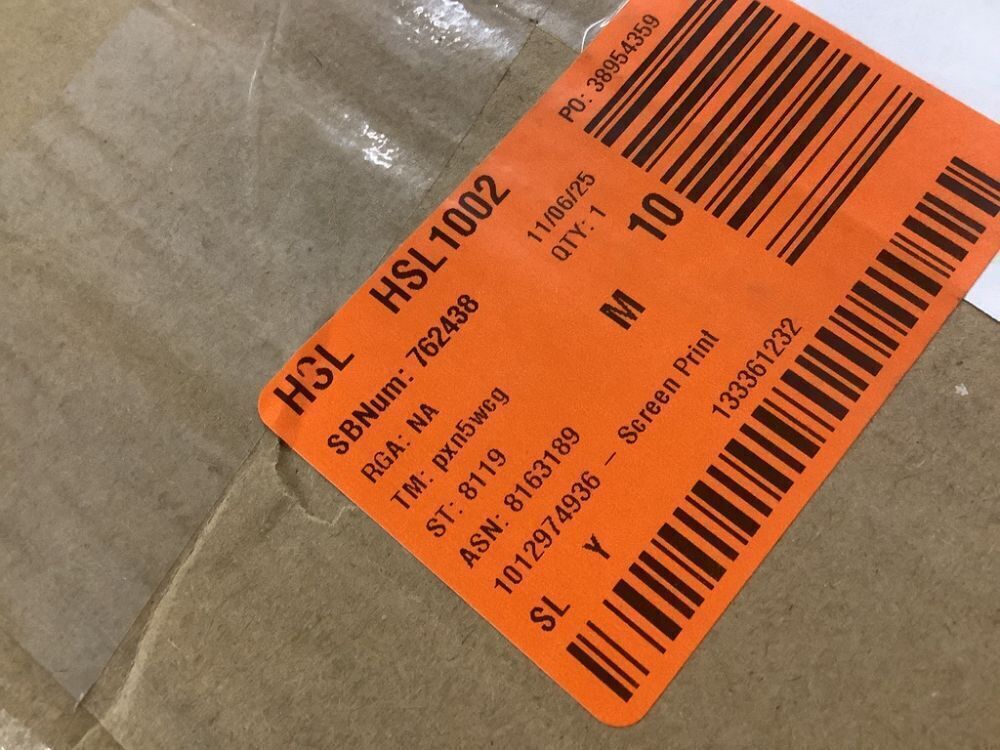 HSL HSL1002
PO: 38954359
SBNum: 762438
11/06/25
RGA: NA
QTY: 1
TM: pxn5wcg
M 10
ST: 8119
ASN: 8163189
1012974936 – Screen Print
SL Y
133361232